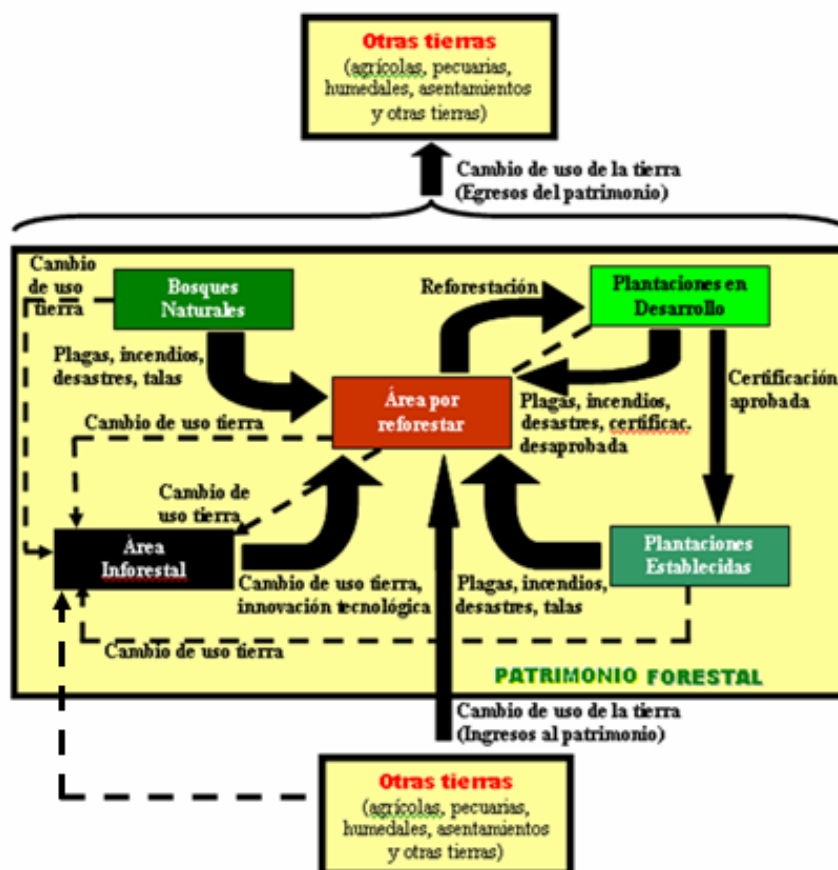 Otras tierras
(agrícolas, pecuarias,
humedales, asentamientos
y otras tierras)
Cambio de uso de la tierra
(Egresos del patrimonio)
Cambio
de uso
tierra
Bosques
Naturales
Reforestación
Plantaciones en
Desarrollo
Plagas, incendios,
desastres, talas
Área por
reforestar
Plagas, incendios,
desastres, certificac.
desaprobada
Certificación
aprobada
Cambio de uso tierra
Cambio de
uso tierra
Área
Inforestal
Cambio de uso tierra,
innovación tecnológica
Plagas, incendios,
desastres, talas
Plantaciones
Establecidas
Cambio de uso tierra
PATRIMONIO FORESTAL
Cambio de uso de la tierra
(Ingresos al patrimonio)
Otras tierras
(agrícolas, pecuarias,
humedales, asentamientos
y otras tierras)